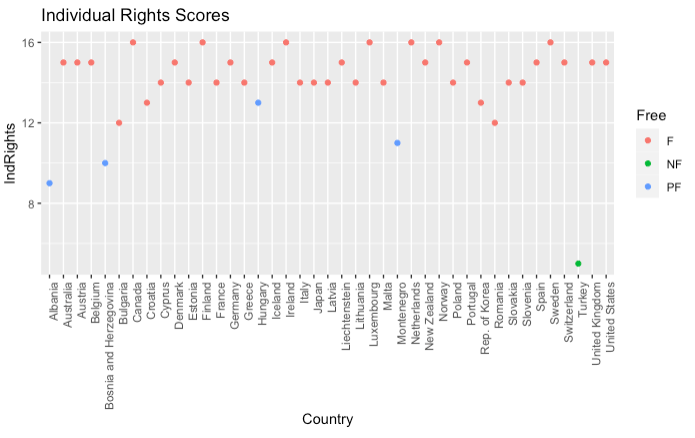 Individual Rights Scores
IndRights
16
12
8
Albania
Australia
Austria
Belgium
Bosnia and Herzegovina
Bulgaria
Canada
Croatia
Cyprus
Denmark
Estonia
Finland
France
Germany
Greece
Hungary
Iceland
Ireland
Italy
Japan
Latvia
Liechtenstein
Lithuania
Luxembourg
Malta
Montenegro
Netherlands
New Zealand
Norway
Poland
Portugal
Rep. of Korea
Romania
Slovakia
Slovenia
Spain
Sweden
Switzerland
Turkey
United Kingdom
United States
Country
Free
F
NF
PF